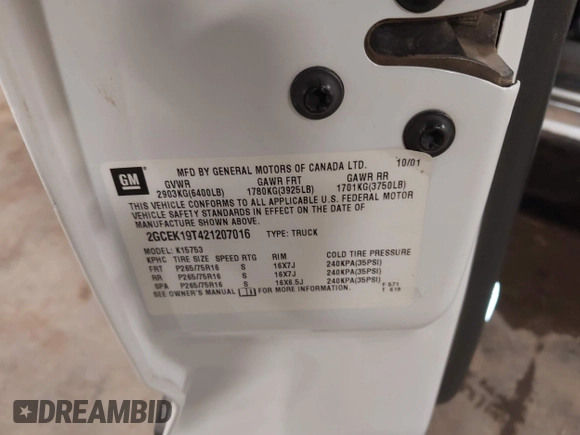 GM
MFD BY GENERAL MOTORS OF CANADA LTD. 10/01
GVWR GAWR FRT GAWR RR
2903KG(6400LB) 1780KG(3925LB) 1701KG(3750LB)
THIS VEHICLE CONFORMS TO ALL APPLICABLE U.S. FEDERAL MOTOR
VEHICLE SAFETY STANDARDS IN EFFECT ON THE DATE OF
MANUFACTURE SHOWN ABOVE.
2GCEK19T421207016 TYPE: TRUCK
MODEL: K15753
KPHC TIRE SIZE SPEED RTG RIM COLD TIRE PRESSURE
FRT P265/75R16 S 16X7J 240KPA(35PSI)
RR P265/75R16 S 16X7J 240KPA(35PSI)
SPA P265/75R16 S 16X6.5J 240KPA(35PSI)
SEE OWNER'S MANUAL FOR MORE INFORMATION.
F 571
T 619
DREAMBID